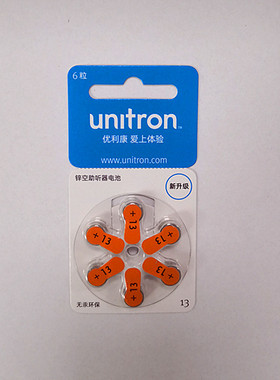 6 粒
unitron™
优利康 爱上体验
www.unitron.com
锌空助听器电池
新升级
+ 13
+ 13
+ 13
+ 13
+ 13
+ 13
无汞环保
13